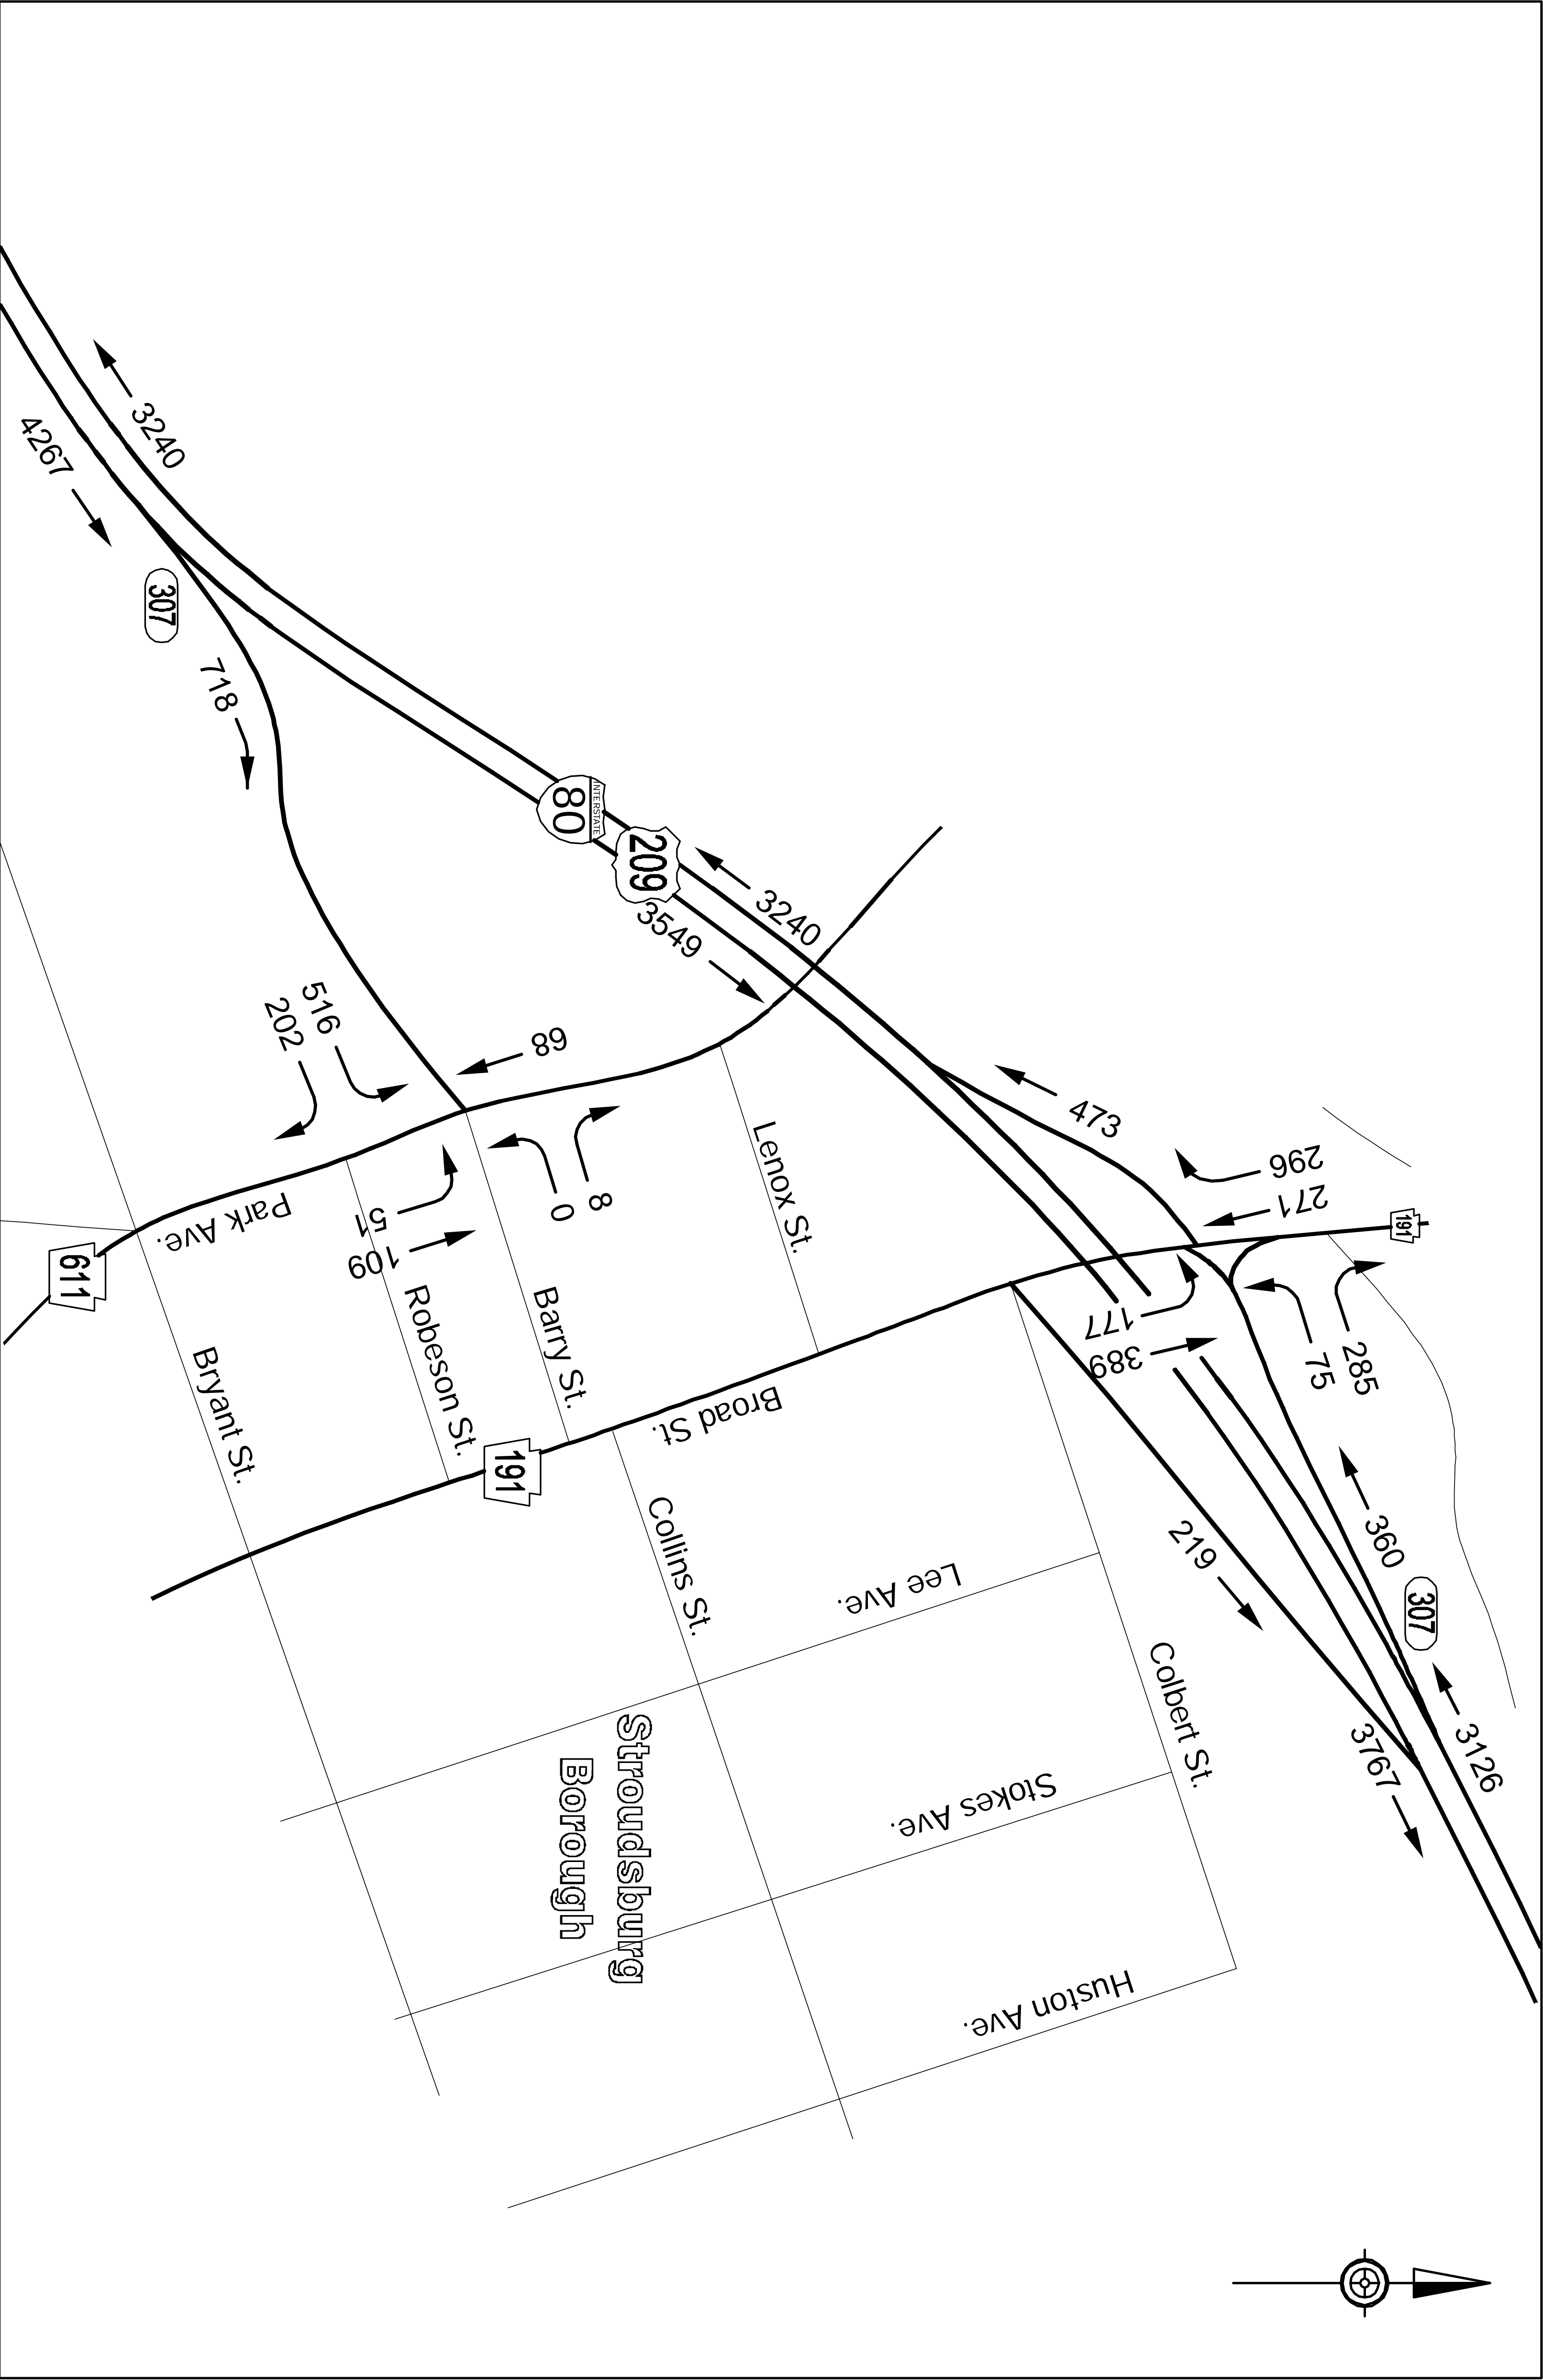 191
296
271
473
285
75
177
389
360
307
3126
3767
219
3240
3549
INTERSTATE
80
209
3240
4267
307
718
516
202
89
8
0
51
109
Park Ave.
611
Lenox St.
Barry St.
Robeson St.
Bryant St.
Broad St.
191
Collins St.
Colbert St.
Lee Ave.
Stokes Ave.
Huston Ave.
Stroudsburg
Borough